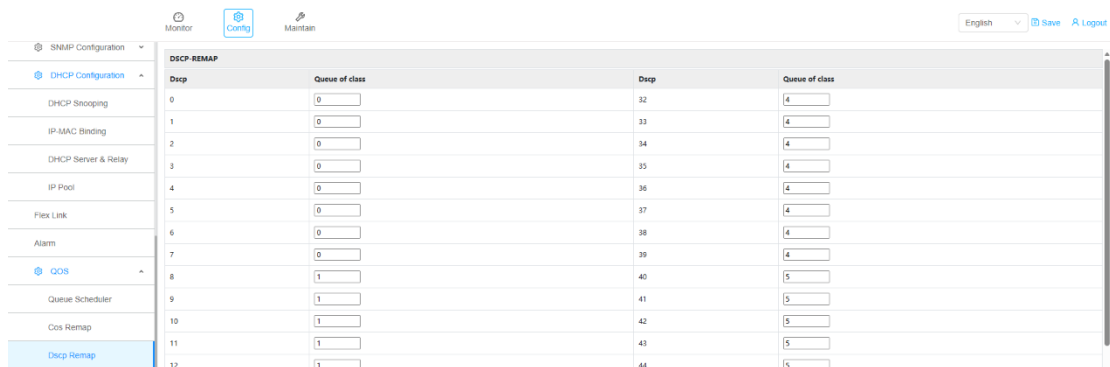 Monitor
Config
Maintain
English
Save
Logout
SNMP Configuration
DHCP Configuration
DHCP Snooping
IP-MAC Binding
DHCP Server & Relay
IP Pool
Flex Link
Alarm
QOS
Queue Scheduler
Cos Remap
Dscp Remap
DSCP-REMAP
Dscp Queue of class Dscp Queue of class
0 0 32 4
1 0 33 4
2 0 34 4
3 0 35 4
4 0 36 4
5 0 37 4
6 0 38 4
7 0 39 4
8 1 40 5
9 1 41 5
10 1 42 5
11 1 43 5
12 1 44 5